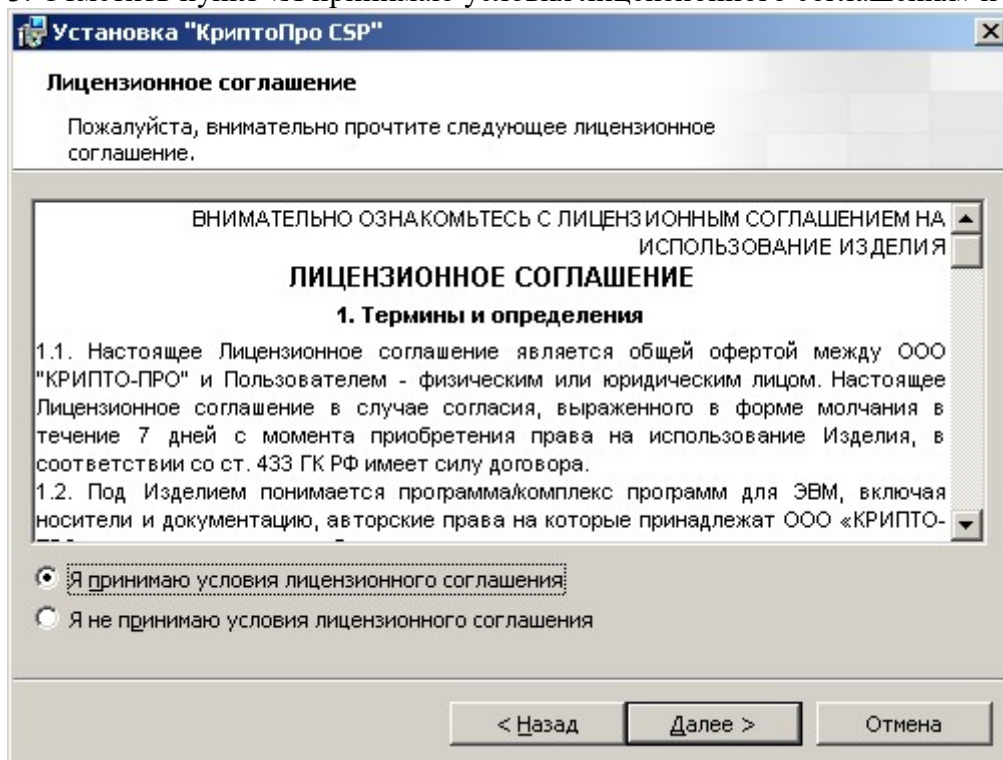 Установка "КриптоПро CSP"
Лицензионное соглашение
Пожалуйста, внимательно прочтите следующее лицензионное
соглашение.
ВНИМАТЕЛЬНО ОЗНАКОМЬТЕСЬ С ЛИЦЕНЗИОННЫМ СОГЛАШЕНИЕМ НА
ИСПОЛЬЗОВАНИЕ ИЗДЕЛИЯ
ЛИЦЕНЗИОННОЕ СОГЛАШЕНИЕ
1. Термины и определения
1.1. Настоящее Лицензионное соглашение является общей офертой между ООО
"КРИПТО-ПРО" и Пользователем - физическим или юридическим лицом. Настоящее
Лицензионное соглашение в случае согласия, выраженного в форме молчания в
течение 7 дней с момента приобретения права на использование Изделия, в
соответствии со ст. 433 ГК РФ имеет силу договора.
1.2. Под Изделием понимается программа/комплекс программ для ЭВМ, включая
носители и документацию, авторские права на которые принадлежат ООО «КРИПТО-
Я принимаю условия лицензионного соглашения
Я не принимаю условия лицензионного соглашения
< Назад
Далее >
Отмена